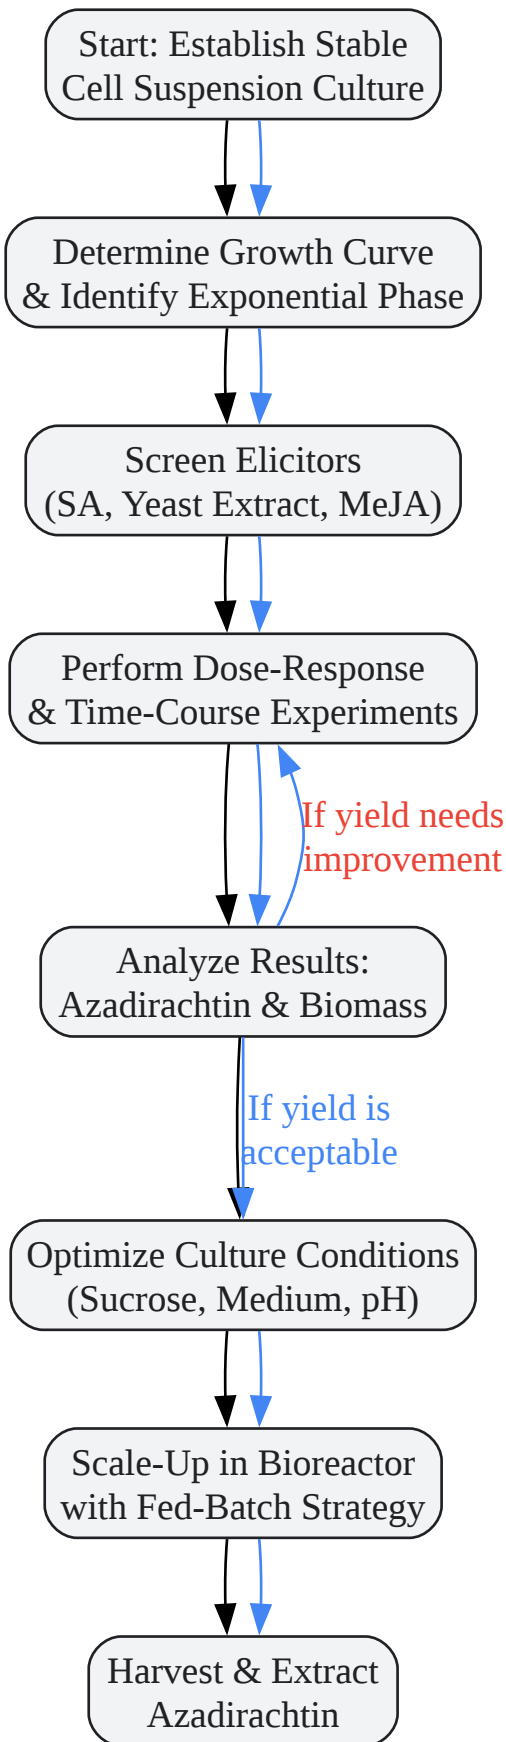 Start: Establish Stable
Cell Suspension Culture
Determine Growth Curve
& Identify Exponential Phase
Screen Elicitors
(SA, Yeast Extract, MeJA)
Perform Dose-Response
& Time-Course Experiments
If yield needs
improvement
Analyze Results:
Azadirachtin & Biomass
If yield is
acceptable
Optimize Culture Conditions
(Sucrose, Medium, pH)
Scale-Up in Bioreactor
with Fed-Batch Strategy
Harvest & Extract
Azadirachtin